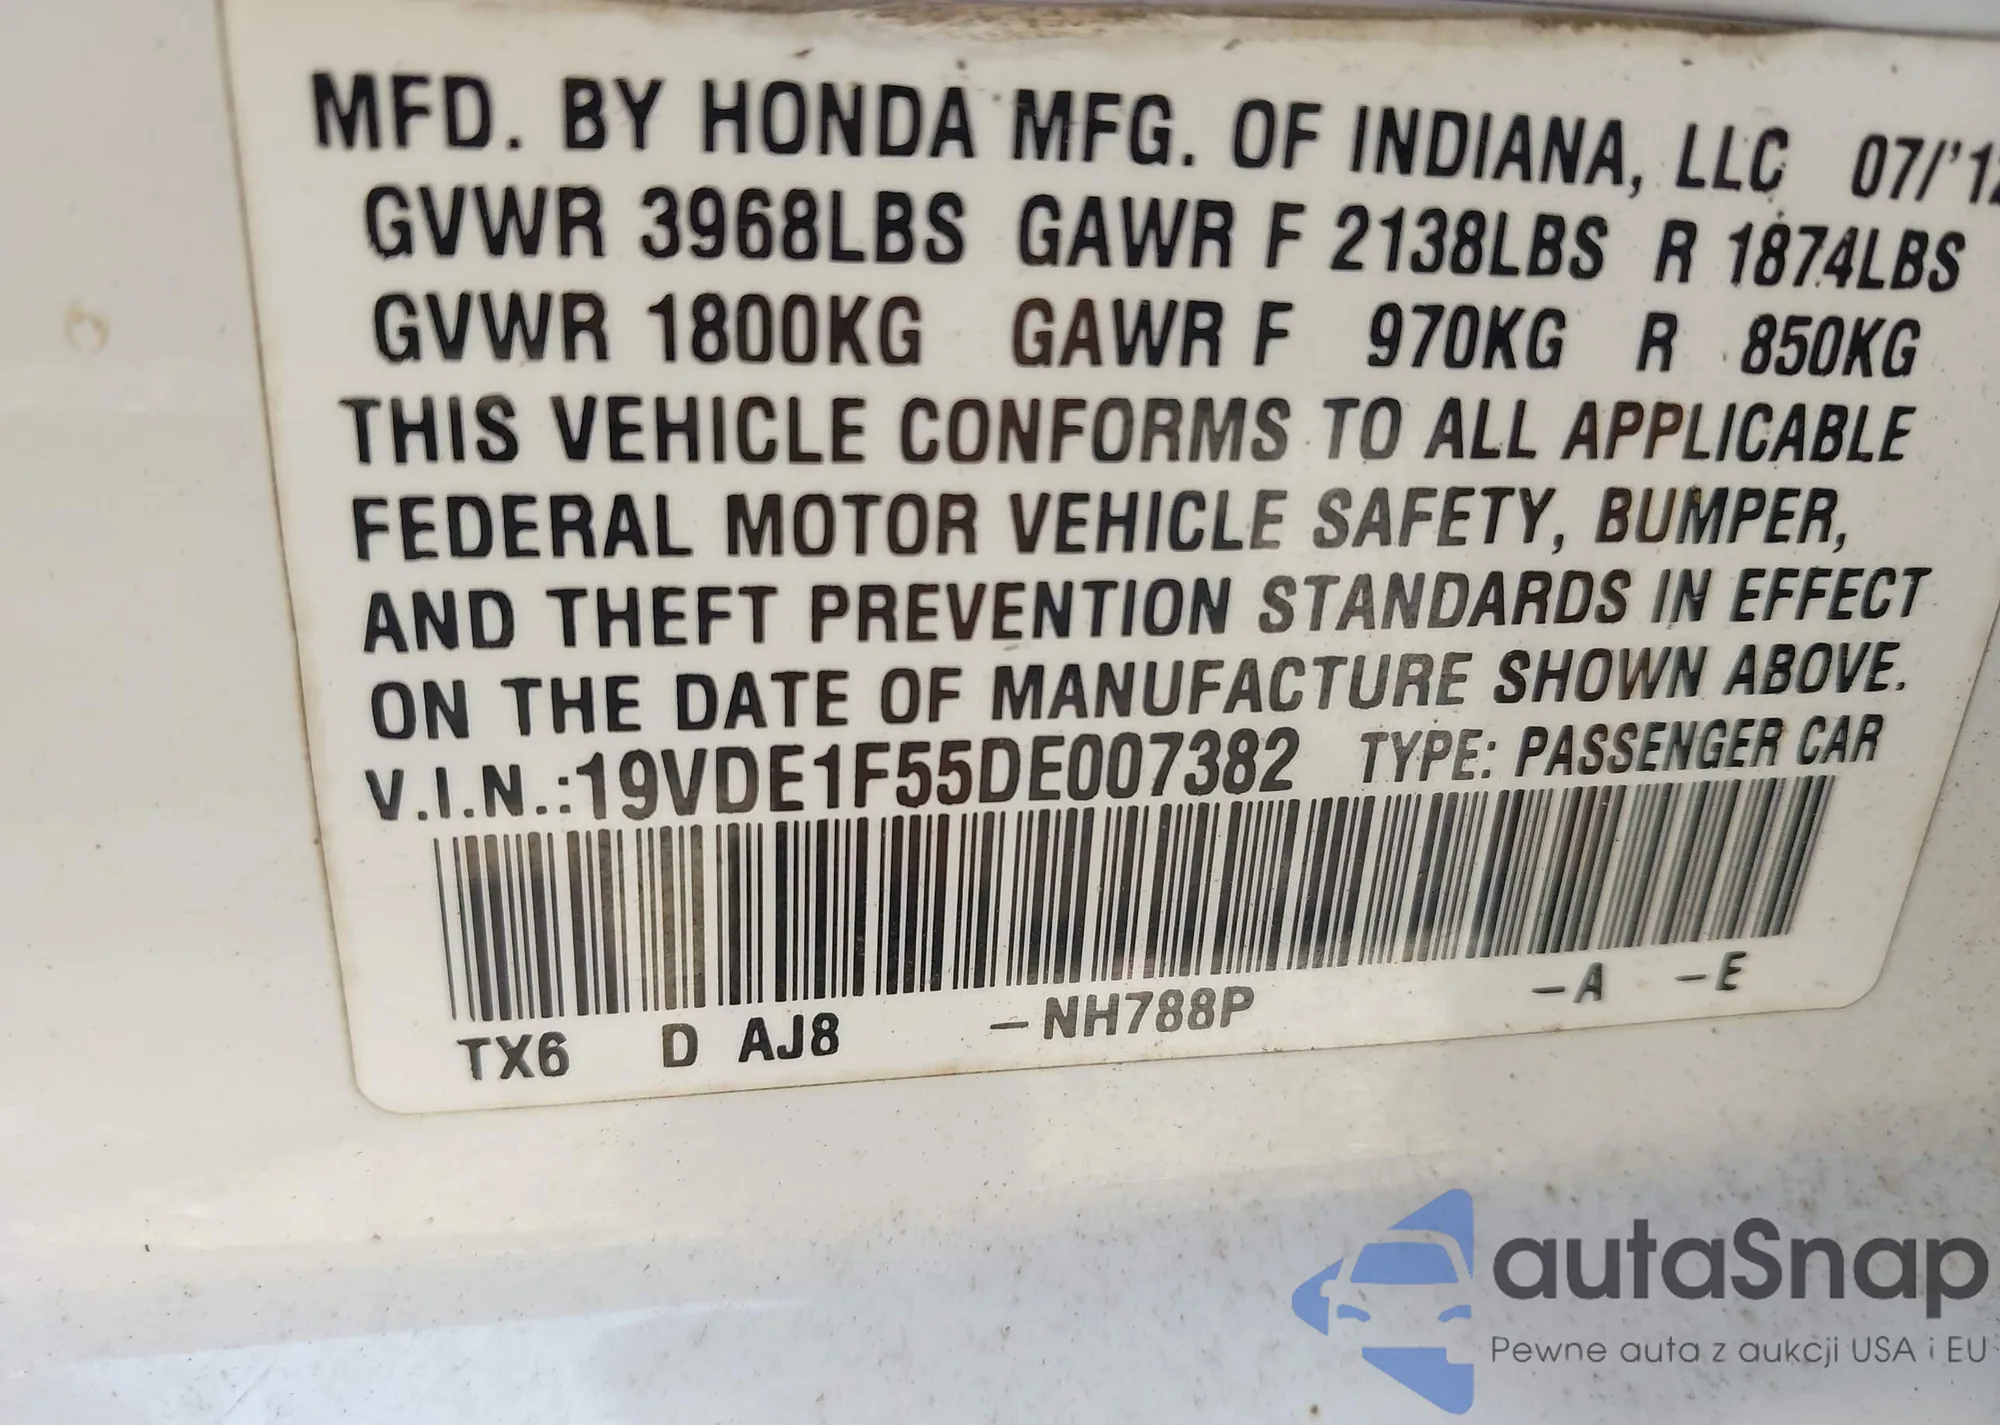 MFD. BY HONDA MFG. OF INDIANA, LLC 07/'12
GVWR 3968LBS GAWR F 2138LBS R 1874LBS
GVWR 1800KG GAWR F 970KG R 850KG
THIS VEHICLE CONFORMS TO ALL APPLICABLE
FEDERAL MOTOR VEHICLE SAFETY, BUMPER,
AND THEFT PREVENTION STANDARDS IN EFFECT
ON THE DATE OF MANUFACTURE SHOWN ABOVE.
V.I.N.:19VDE1F55DE007382 TYPE: PASSENGER CAR
TX6 D AJ8 -NH788P -A -E
autaSnap
Pewne auta z aukcji USA i EU